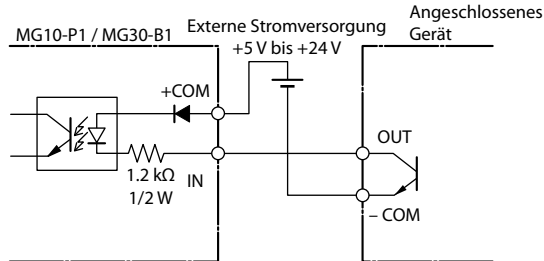 MG10-P1 / MG30-B1
Externe Stromversorgung
+5 V bis +24 V
Angeschlossenes
Gerät
+COM
1.2 kΩ
1/2 W
IN
OUT
– COM